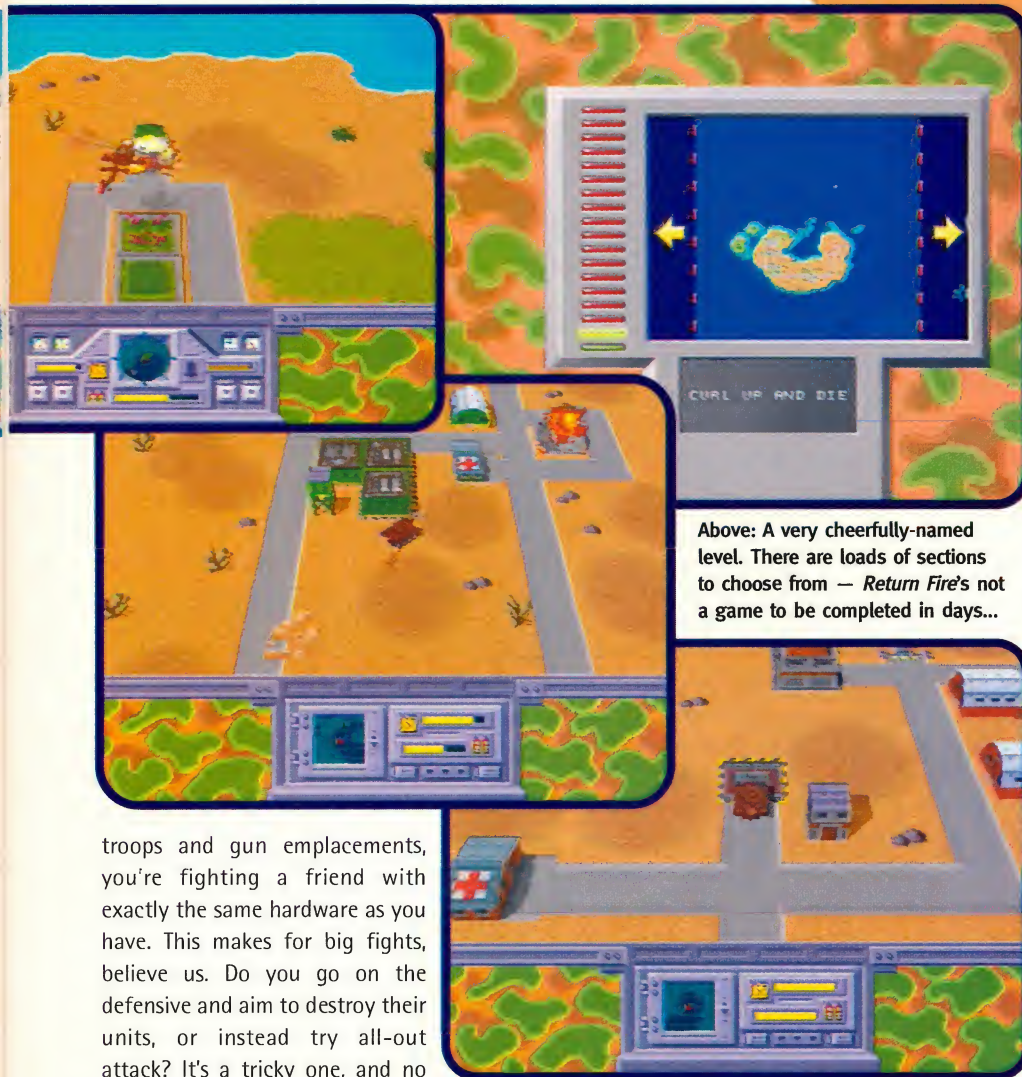 CURL UP AND DIE
Above: A very cheerfully-named
level. There are loads of sections
to choose from — Return Fire's not
a game to be completed in days...
troops and gun emplacements,
you're fighting a friend with
exactly the same hardware as you
have. This makes for big fights,
believe us. Do you go on the
defensive and aim to destroy their
units, or instead try all-out
attack? It's a tricky one, and no